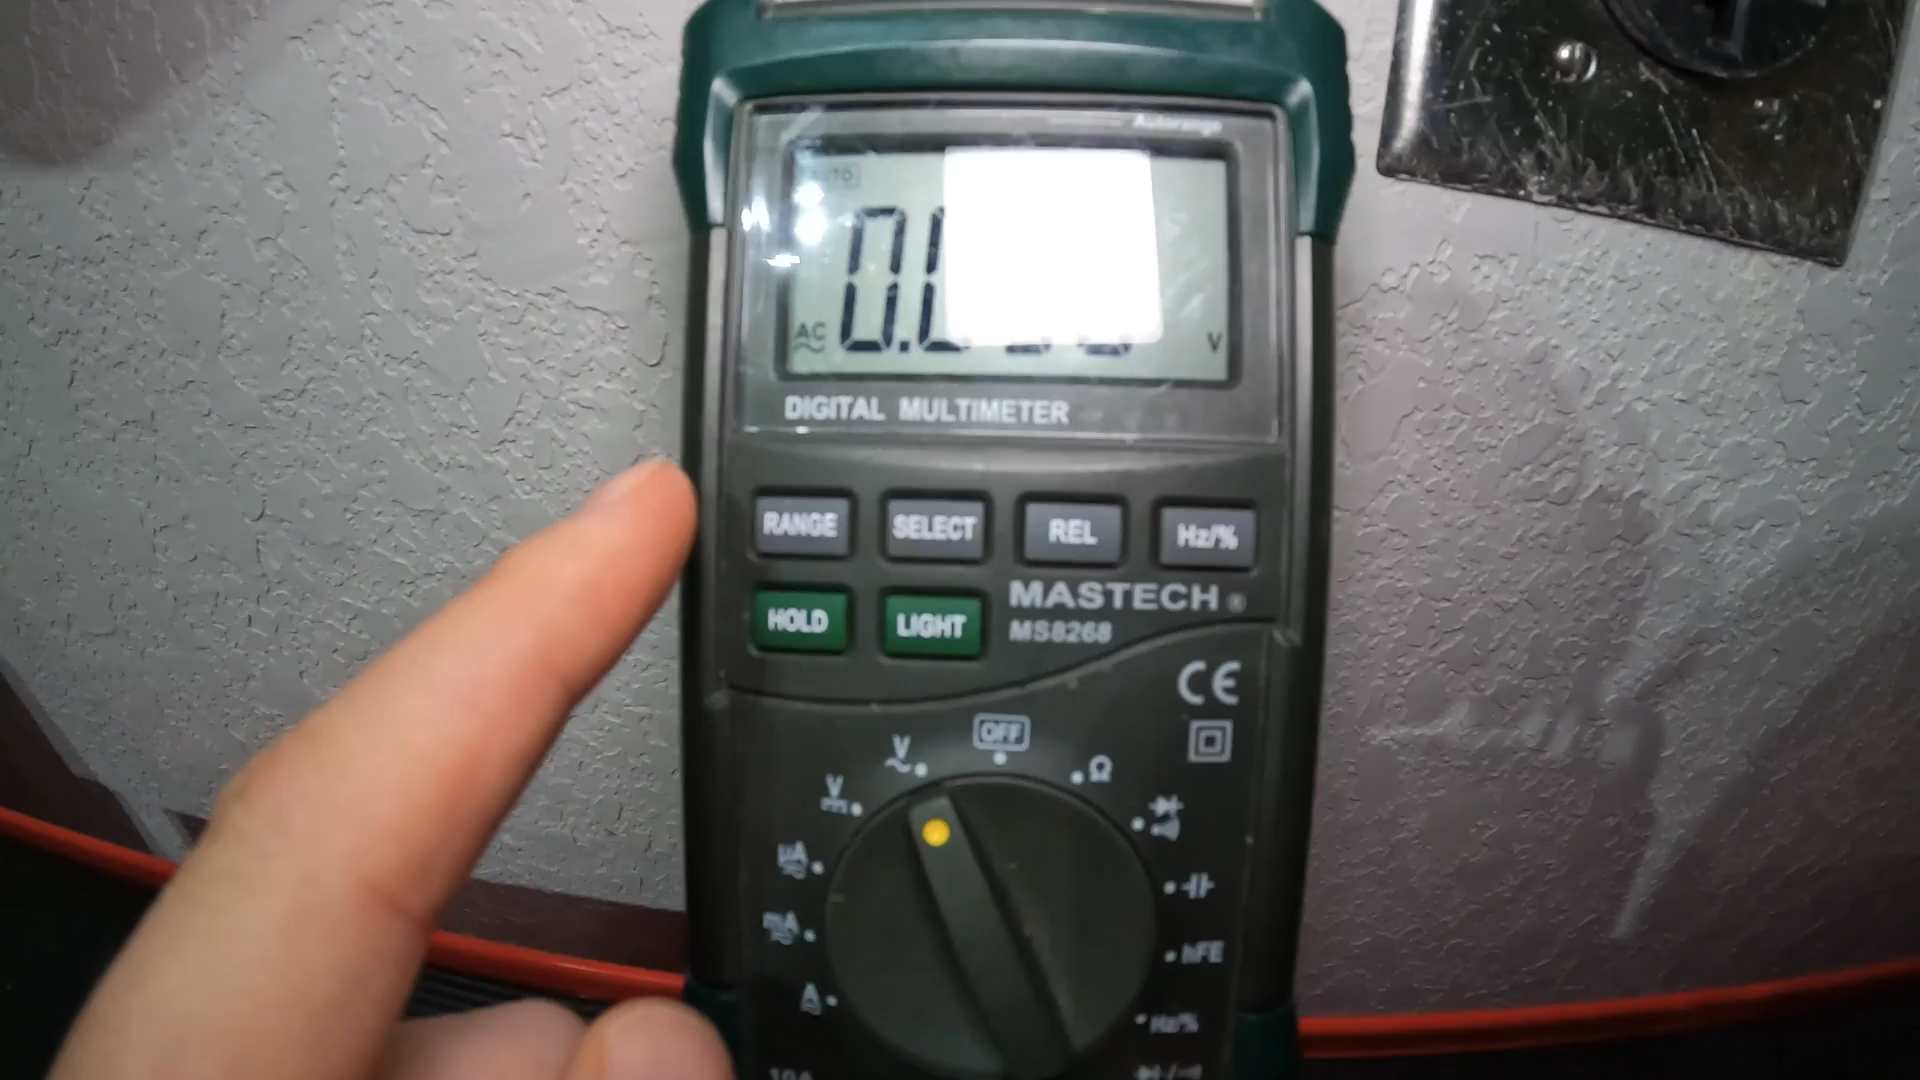 Autorange
AUTO
AC
V
DIGITAL MULTIMETER
RANGE SELECT REL Hz/%
HOLD LIGHT
MASTECH ®
MS8268
CE
OFF
V
Ω
V
μA
mA
hFE
A
Hz/%
10A